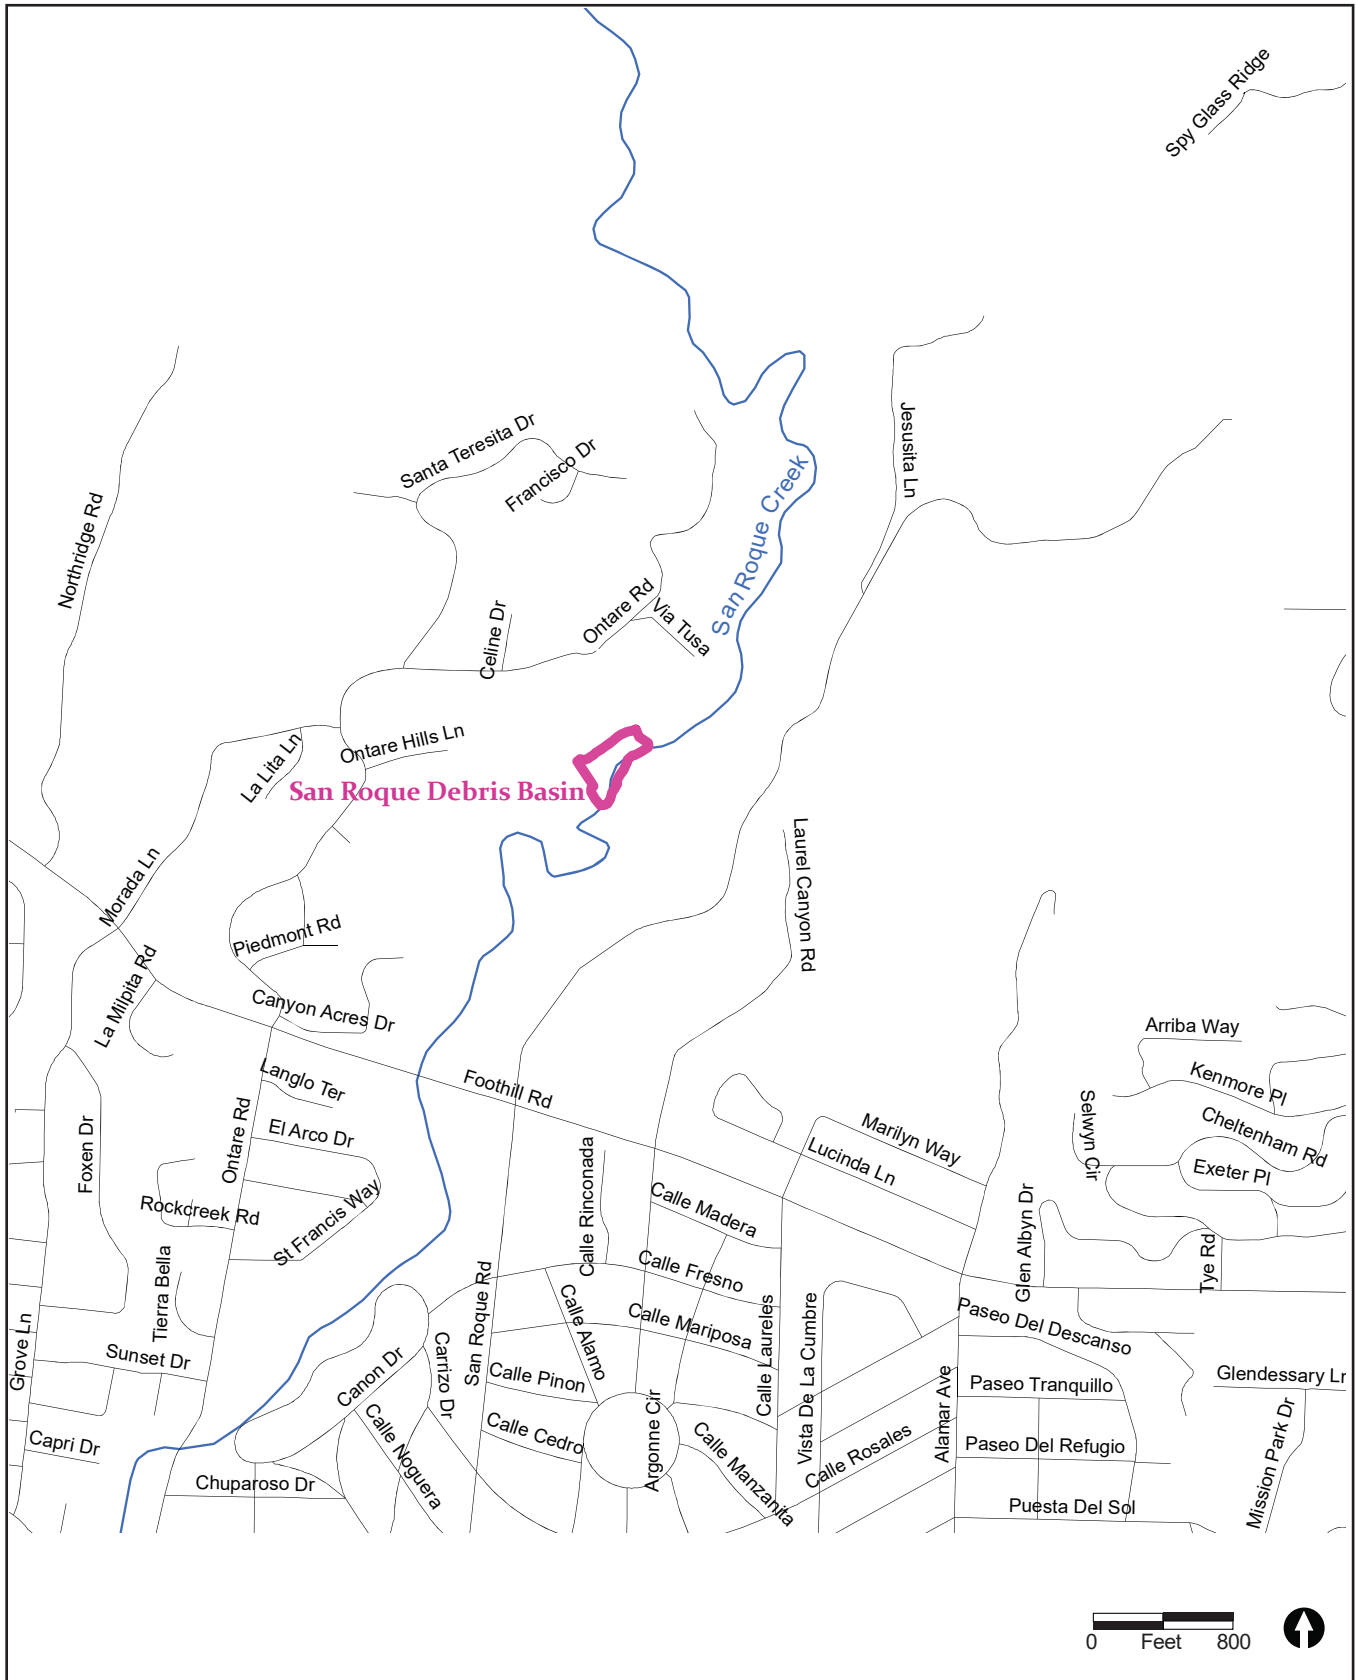 Spy Glass Ridge
Santa Teresita Dr
Francisco Dr
Jesusita Ln
San Roque Creek
Northridge Rd
Ontare Rd
Via Tusa
Celine Dr
Ontare Hills Ln
La Lita Ln
San Roque Debris Basin
Laurel Canyon Rd
Morada Ln
Piedmont Rd
La Milpita Rd
Canyon Acres Dr
Arriba Way
Kenmore Pl
Langlo Ter
Foothill Rd
Selwyn Cir
Cheltenham Rd
Foxen Dr
Ontare Rd
El Arco Dr
Marilyn Way
Lucinda Ln
Exeter Pl
Rockcreek Rd
St Francis Way
Calle Rinconada
Calle Madera
Glen Albyn Dr
Tye Rd
Tierra Bella
Calle Fresno
Grove Ln
Sunset Dr
Canon Dr
Carrizo Dr
San Roque Rd
Calle Alamo
Calle Mariposa
Calle Laureles
Vista De La Cumbre
Paseo Del Descanso
Calle Pinon
Paseo Tranquillo
Glendessary Lr
Alamar Ave
Capri Dr
Calle Noguera
Calle Cedro
Argonne Cir
Calle Manzanita
Calle Rosales
Paseo Del Refugio
Mission Park Dr
Chuparoso Dr
Puesta Del Sol
0 Feet 800